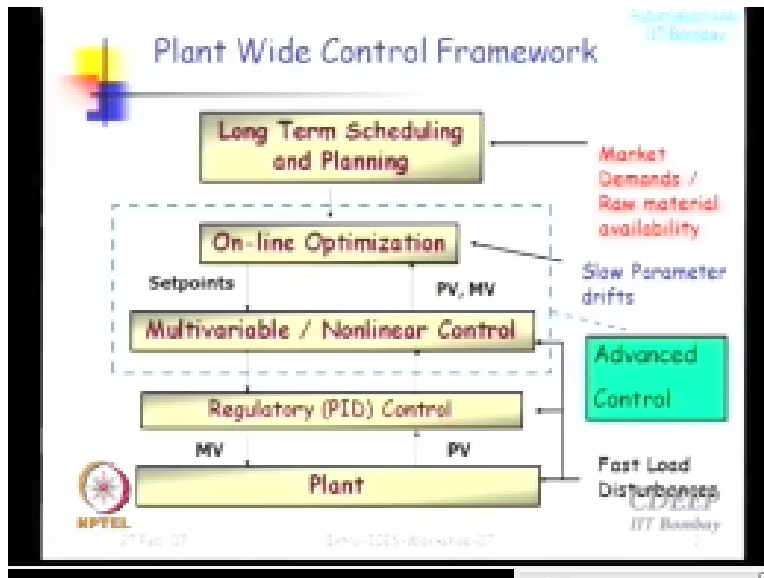 Automation Lab
IIT Bombay
Plant Wide Control Framework
Long Term Scheduling
and Planning
Market
Demands /
Raw material
availability
On-line Optimization
Slow Parameter
drifts
Setpoints
PV, MV
Multivariable / Nonlinear Control
Advanced
Control
Regulatory (PID) Control
MV
PV
Fast Load
Disturbances
Plant
NPTEL
CDEEP
IIT Bombay
2